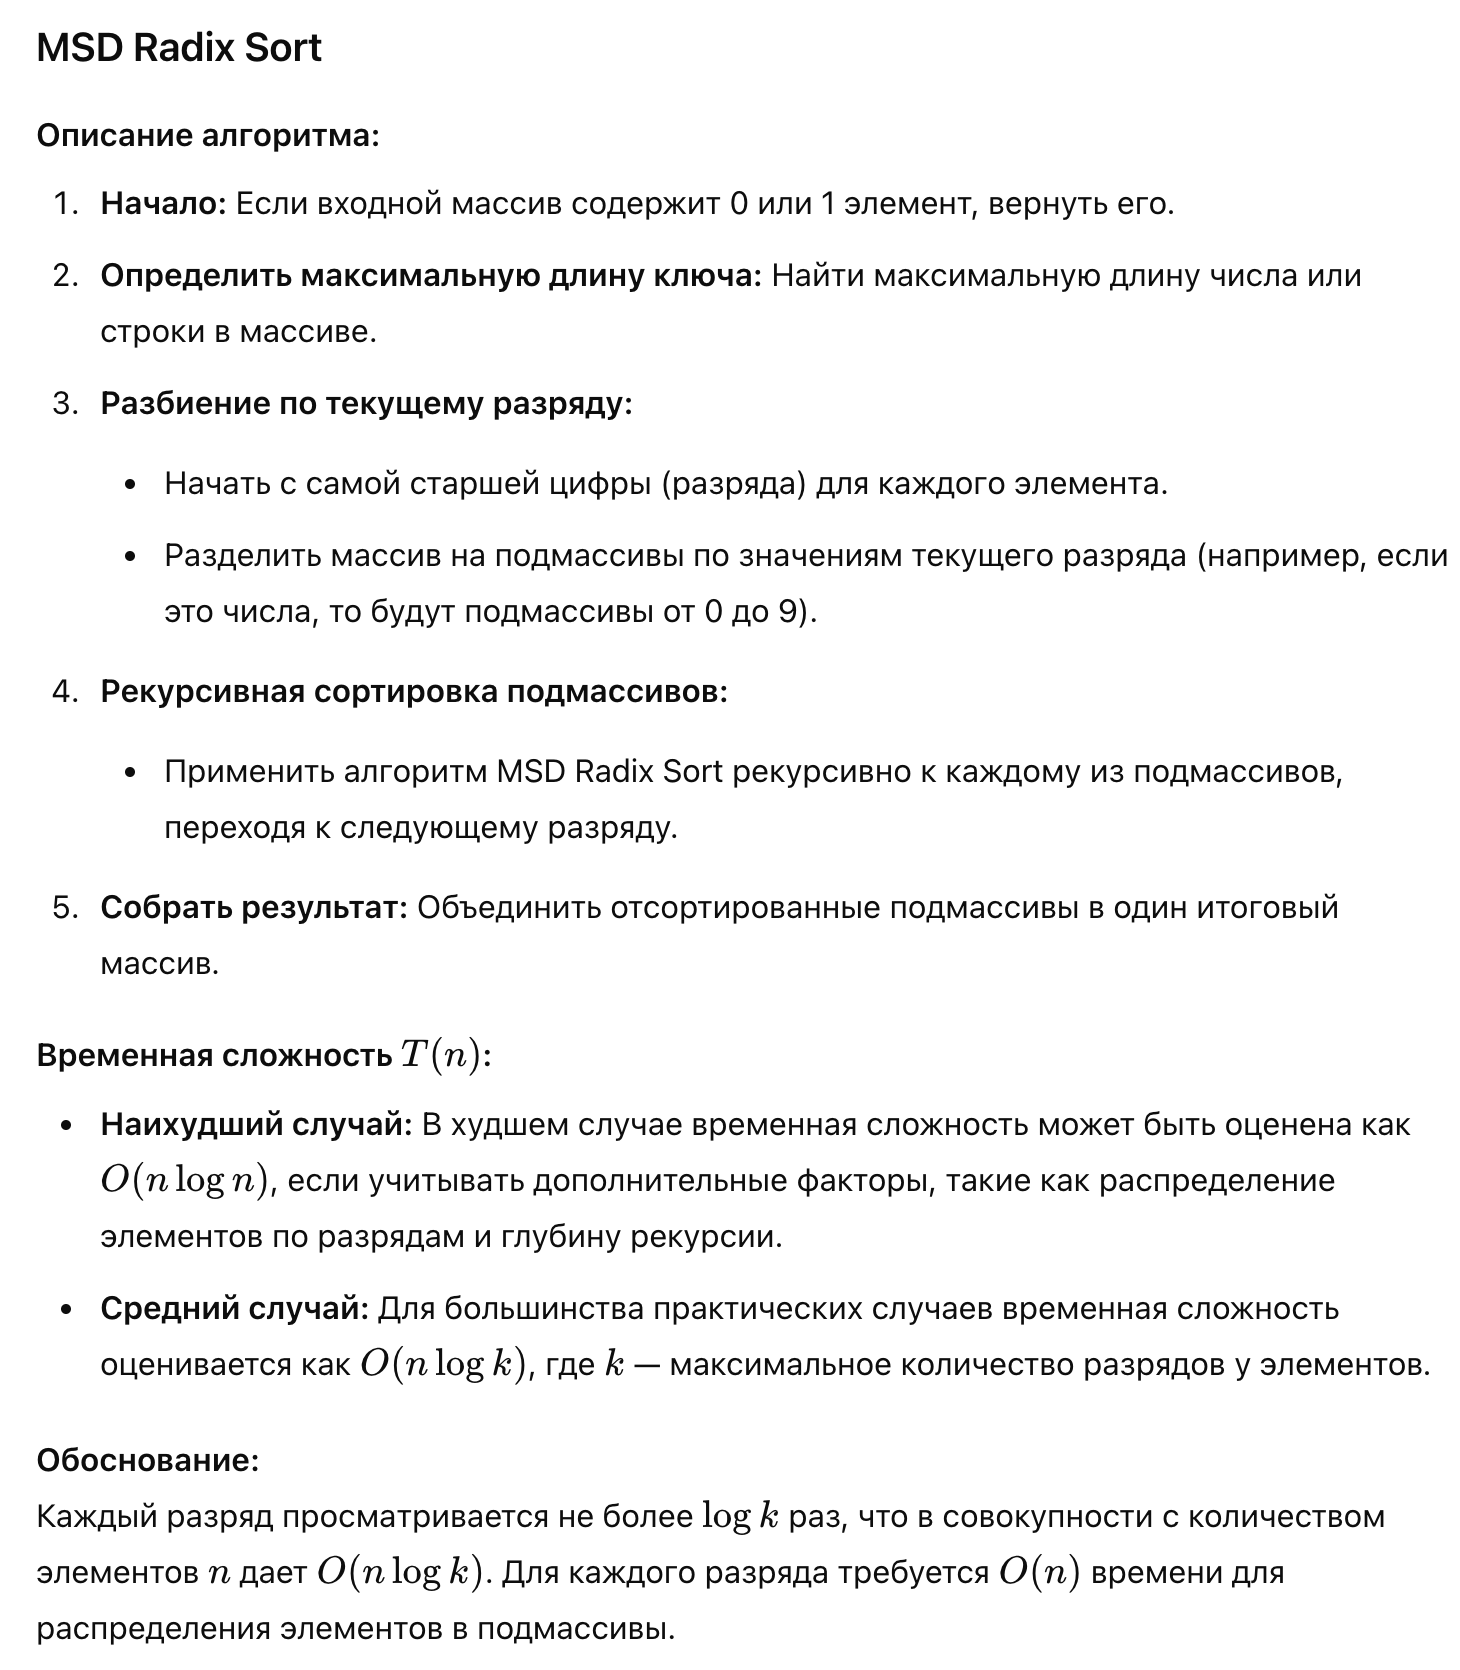 MSD Radix Sort
Описание алгоритма:
1. Начало: Если входной массив содержит 0 или 1 элемент, вернуть его.
2. Определить максимальную длину ключа: Найти максимальную длину числа или
строки в массиве.
3. Разбиение по текущему разряду:
• Начать с самой старшей цифры (разряда) для каждого элемента.
• Разделить массив на подмассивы по значениям текущего разряда (например, если
это числа, то будут подмассивы от 0 до 9).
4. Рекурсивная сортировка подмассивов:
• Применить алгоритм MSD Radix Sort рекурсивно к каждому из подмассивов,
переходя к следующему разряду.
5. Собрать результат: Объединить отсортированные подмассивы в один итоговый
массив.
Временная сложность T(n):
• Наихудший случай: В худшем случае временная сложность может быть оценена как
O(n log n), если учитывать дополнительные факторы, такие как распределение
элементов по разрядам и глубину рекурсии.
• Средний случай: Для большинства практических случаев временная сложность
оценивается как O(n log k), где k — максимальное количество разрядов у элементов.
Обоснование:
Каждый разряд просматривается не более log k раз, что в совокупности с количеством
элементов n дает O(n log k). Для каждого разряда требуется O(n) времени для
распределения элементов в подмассивы.